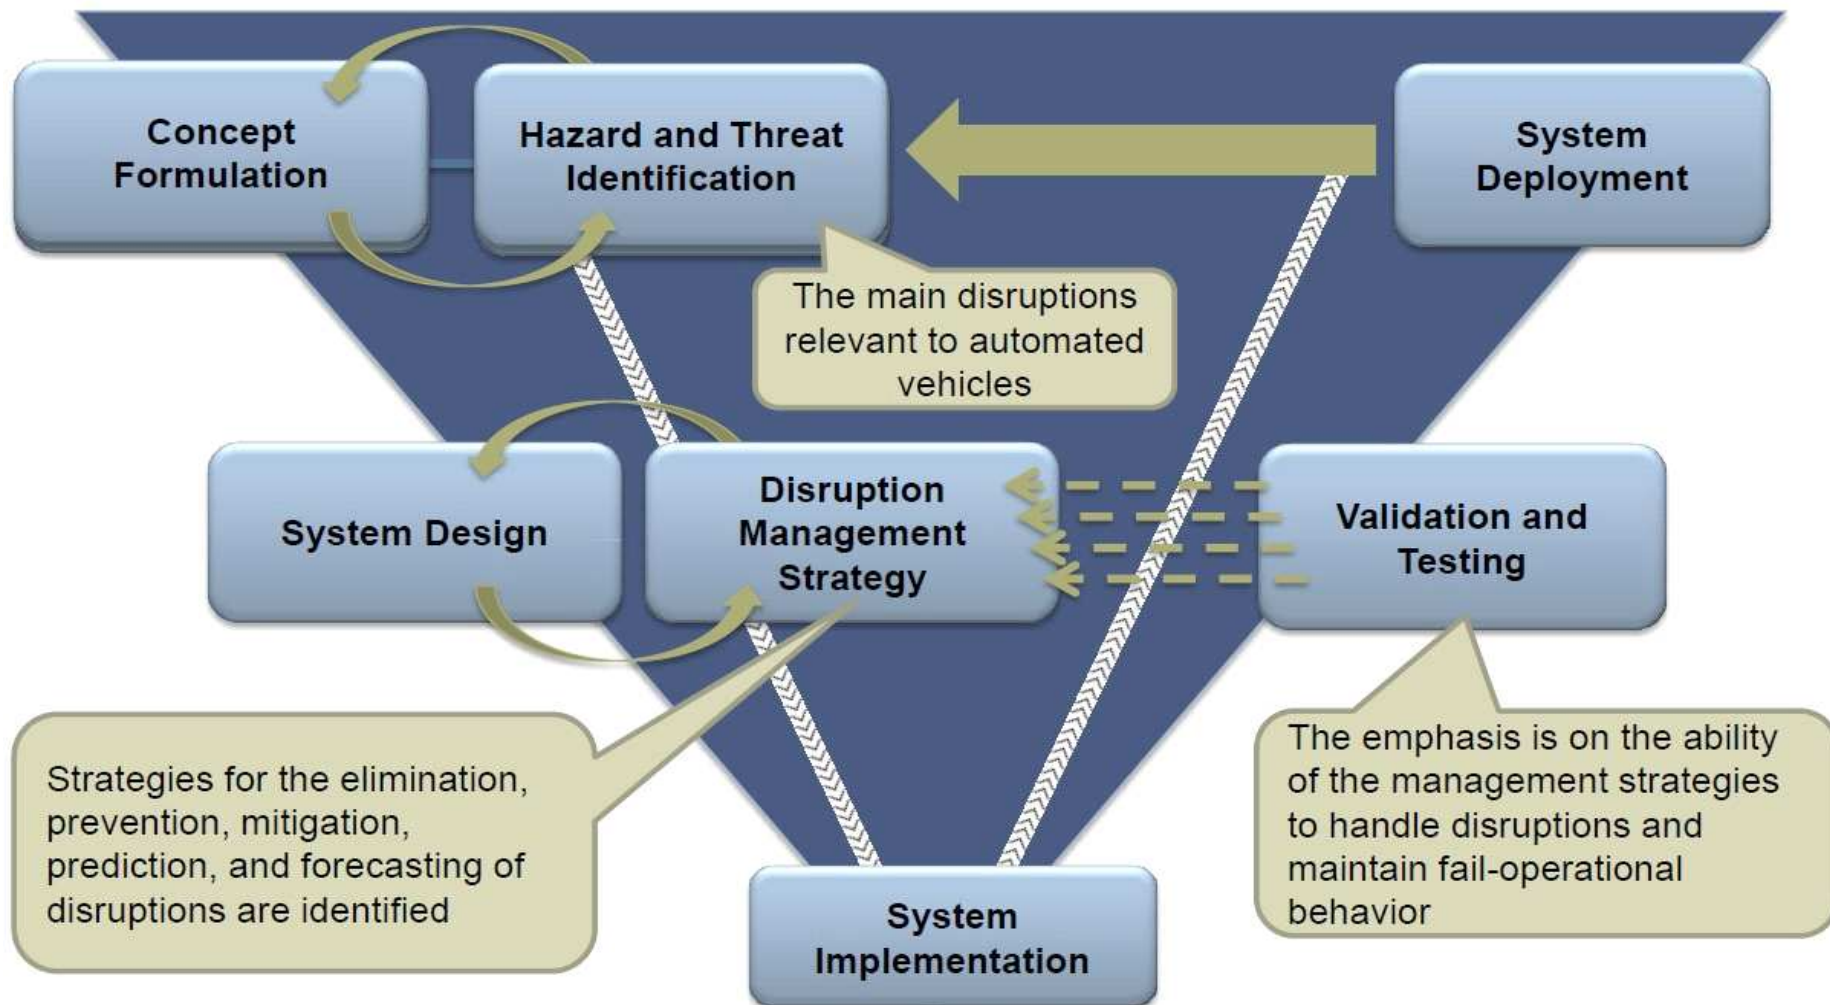 Concept
Formulation
Hazard and Threat
Identification
System
Deployment
The main disruptions
relevant to automated
vehicles
System Design
Disruption
Management
Strategy
Validation and
Testing
Strategies for the elimination,
prevention, mitigation,
prediction, and forecasting of
disruptions are identified
The emphasis is on the ability
of the management strategies
to handle disruptions and
maintain fail-operational
behavior
System
Implementation